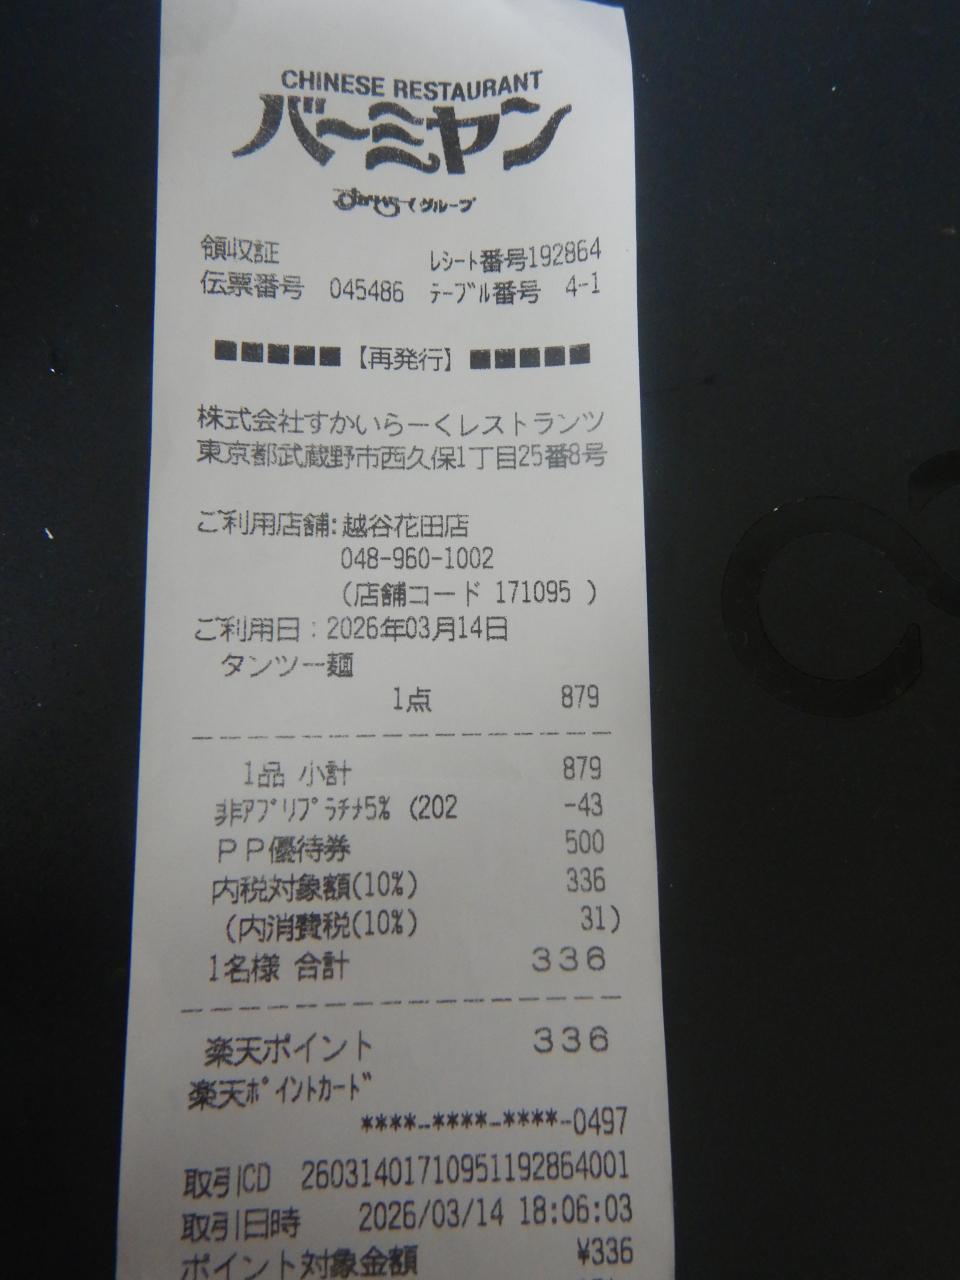 CHINESE RESTAURANT
バーミヤン
すかいらーくグループ
領収証 レシート番号192864
伝票番号 045486 テーブル番号 4-1
■■■■■【再発行】■■■■■
株式会社すかいらーくレストランツ
東京都武蔵野市西久保1丁目25番8号
ご利用店舗:越谷花田店
048-960-1002
(店舗コード 171095 )
ご利用日:2026年03月14日
タンツー麺
1点 879
1品 小計 879
非アプリプラチナ5% (202 -43
PP優待券 500
内税対象額(10%) 336
(内消費税(10%) 31)
1名様 合計 336
楽天ポイント 336
楽天ポイントカード
****-****-****-0497
取引CD 26031401710951192864001
取引日時 2026/03/14 18:06:03
ポイント対象金額 ¥336